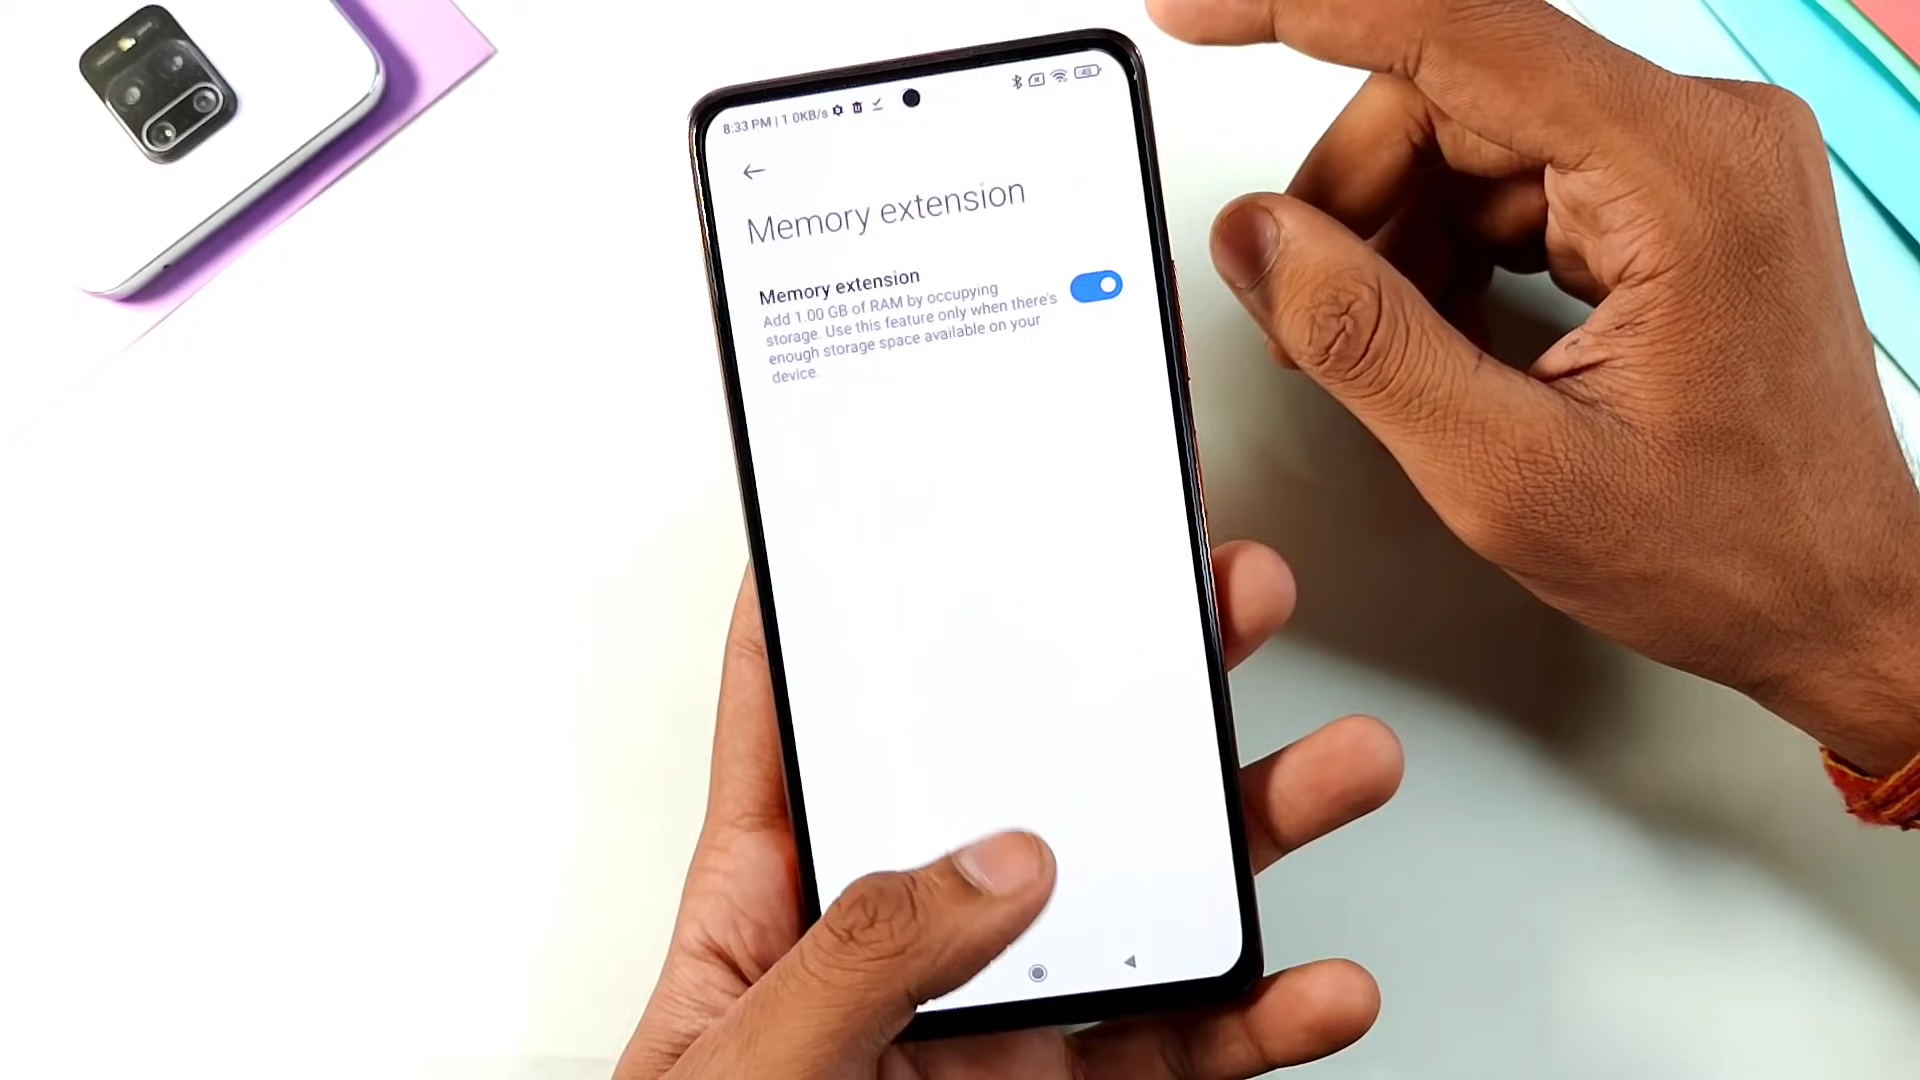 8:33 PM | 1.0KB/s
Memory extension
Memory extension
Add 1.00 GB of RAM by occupying
storage. Use this feature only when there's
enough storage space available on your
device.